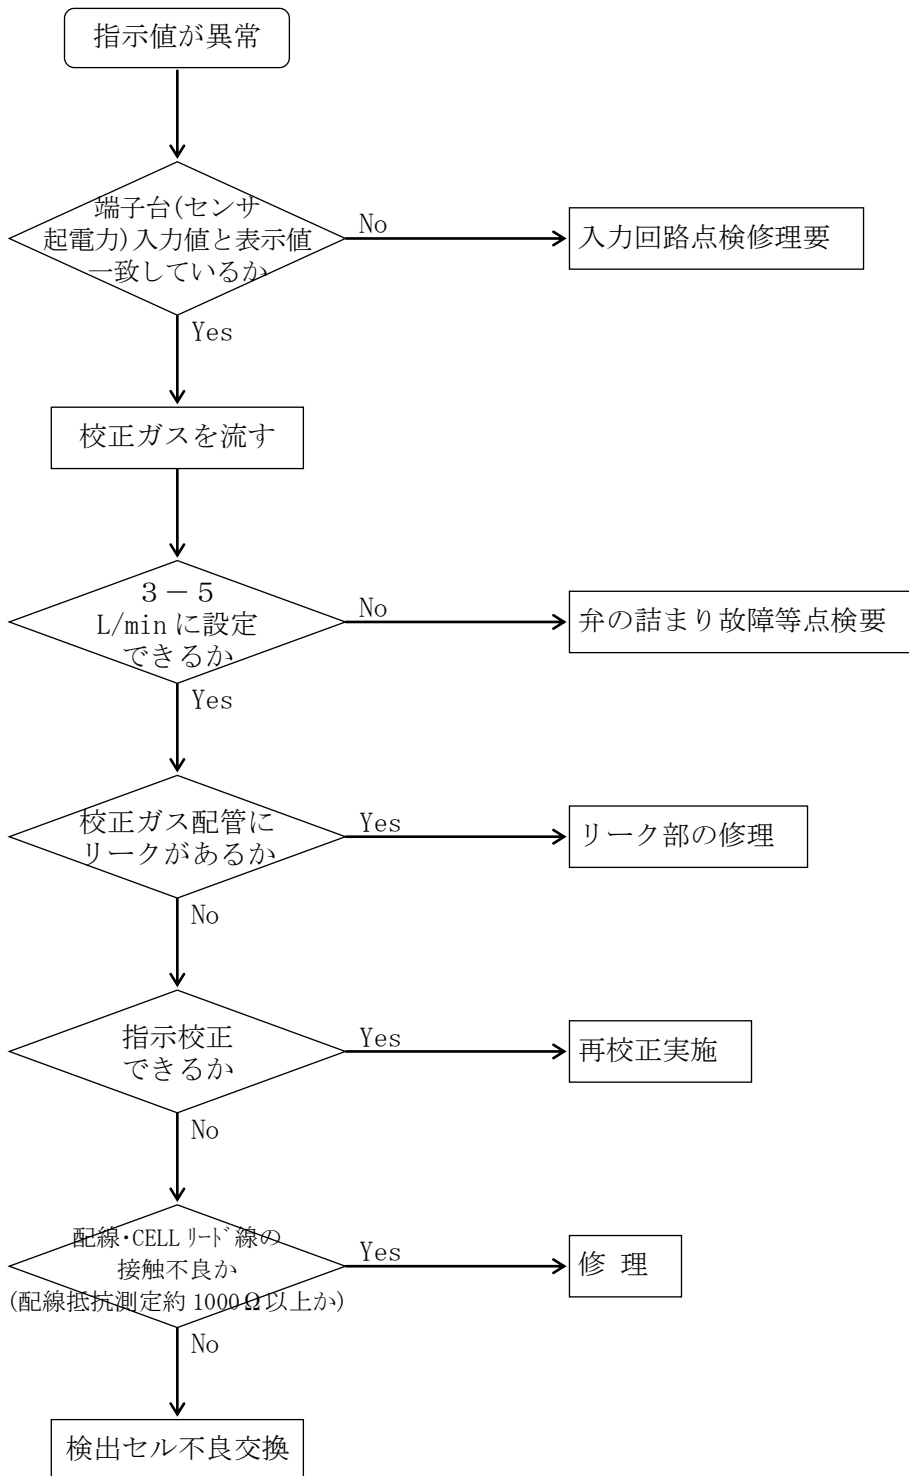 指示値が異常
端子台(センサ
起電力)入力値と表示値
一致しているか
No
入力回路点検修理要
Yes
校正ガスを流す
３－５
L/minに設定
できるか
No
弁の詰まり故障等点検要
Yes
校正ガス配管に
リークがあるか
Yes
リーク部の修理
No
指示校正
できるか
Yes
再校正実施
No
配線・CELLﾘｰﾄﾞ線の
接触不良か
(配線抵抗測定約1000Ω以上か)
Yes
修 理
No
検出セル不良交換